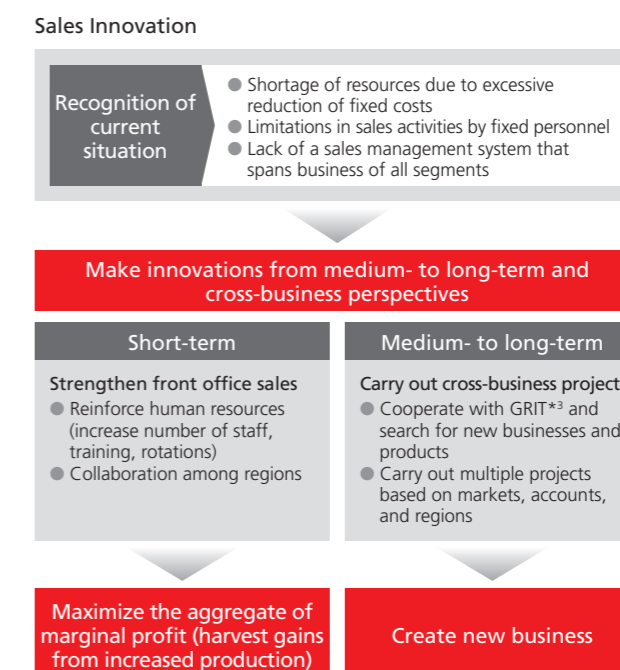 Sales Innovation
Recognition of
current
situation
● Shortage of resources due to excessive
reduction of fixed costs
● Limitations in sales activities by fixed personnel
● Lack of a sales management system that
spans business of all segments
Make innovations from medium- to long-term and
cross-business perspectives
Short-term
Strengthen front office sales
● Reinforce human resources
(increase number of staff,
training, rotations)
● Collaboration among regions
Medium- to long-term
Carry out cross-business project
● Cooperate with GRIT*³ and
search for new businesses and
products
● Carry out multiple projects
based on markets, accounts,
and regions
Maximize the aggregate of
marginal profit (harvest gains
from increased production)
Create new business